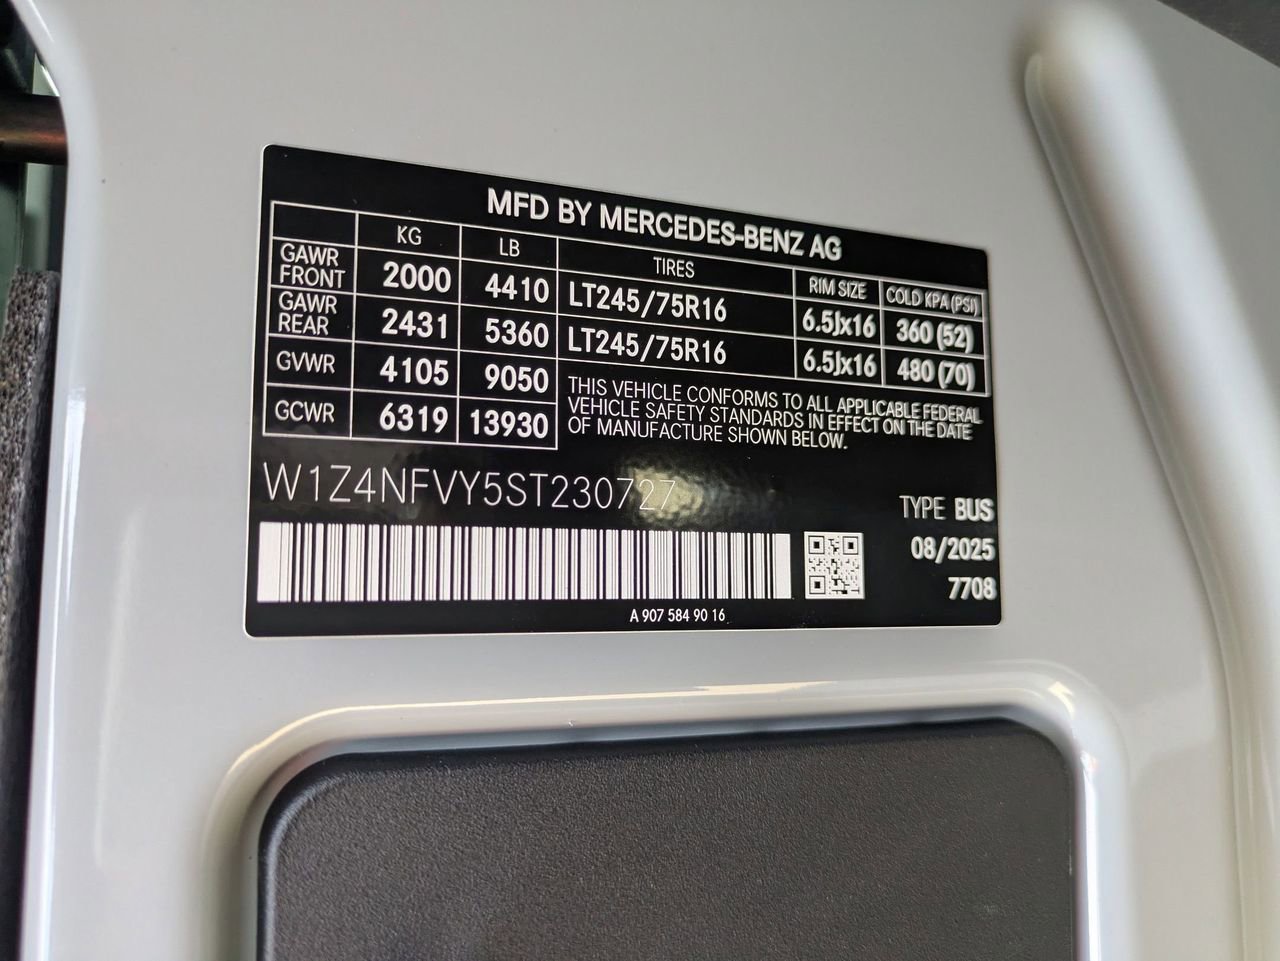 MFD BY MERCEDES-BENZ AG
KG LB TIRES RIM SIZE COLD KPA (PSI)
GAWR FRONT 2000 4410 LT245/75R16 6.5Jx16 360 (52)
GAWR REAR 2431 5360 LT245/75R16 6.5Jx16 480 (70)
GVWR 4105 9050
GCWR 6319 13930
THIS VEHICLE CONFORMS TO ALL APPLICABLE FEDERAL
VEHICLE SAFETY STANDARDS IN EFFECT ON THE DATE
OF MANUFACTURE SHOWN BELOW.
W1Z4NFVY5ST230727
TYPE BUS
08/2025
7708
A 907 584 90 16